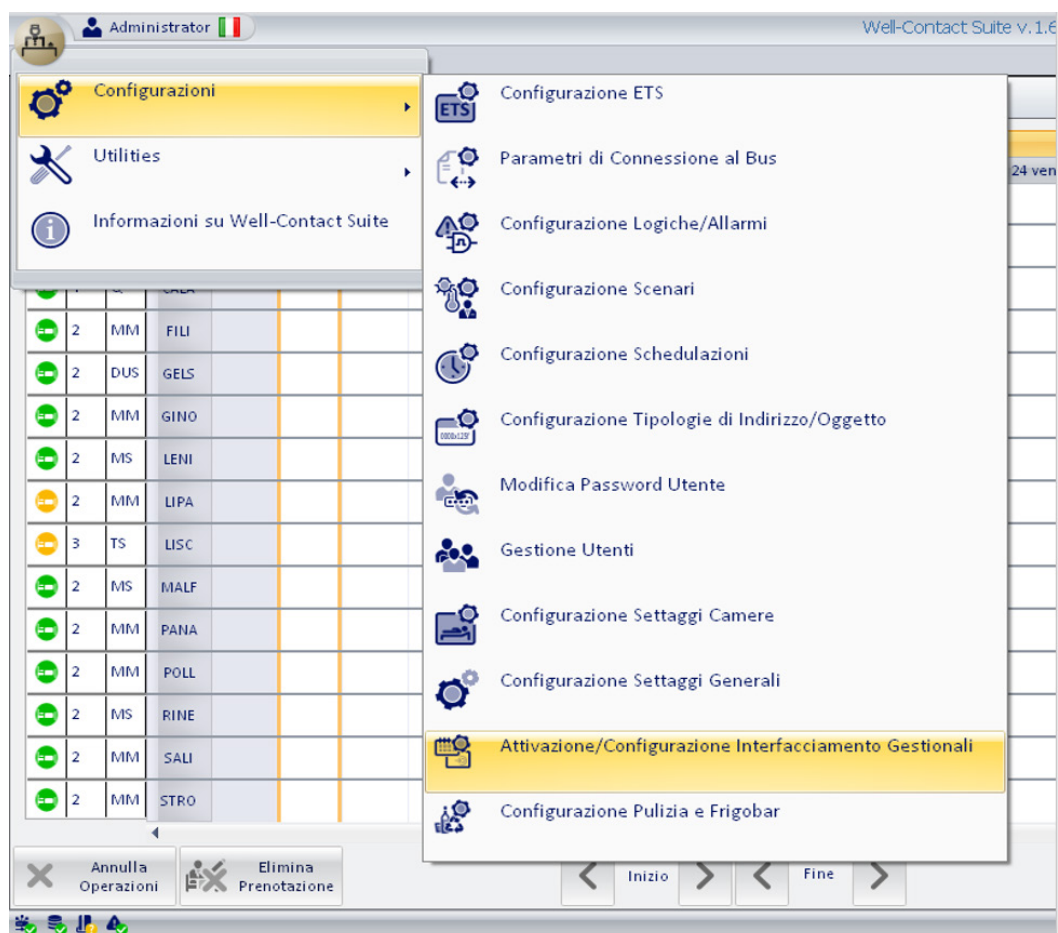 Administrator
Well-Contact Suite v.1.6
Configurazioni
Utilities
Informazioni su Well-Contact Suite
Configurazione ETS
ETS
Parametri di Connessione al Bus
Configurazione Logiche/Allarmi
Configurazione Scenari
Configurazione Schedulazioni
Configurazione Tipologie di Indirizzo/Oggetto
Modifica Password Utente
Gestione Utenti
Configurazione Settaggi Camere
Configurazione Settaggi Generali
Attivazione/Configurazione Interfacciamento Gestionali
Configurazione Pulizia e Frigobar
24 ven
2 MM FILI
2 DUS GELS
2 MM GINO
2 MS LENI
2 MM LIPA
3 TS LISC
2 MS MALF
2 MM PANA
2 MM POLL
2 MS RINE
2 MM SALI
2 MM STRO
Annulla
Operazioni
Elimina
Prenotazione
Inizio
Fine